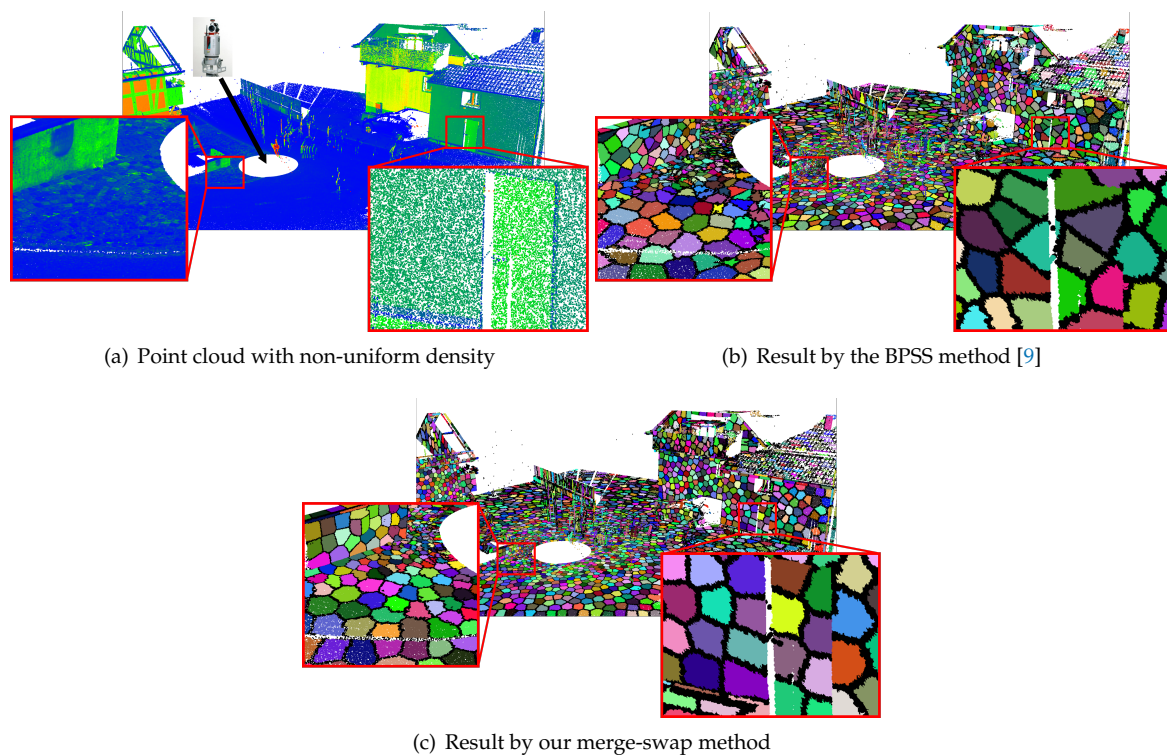 (a) Point cloud with non-uniform density
(b) Result by the BPSS method [9]
(c) Result by our merge-swap method